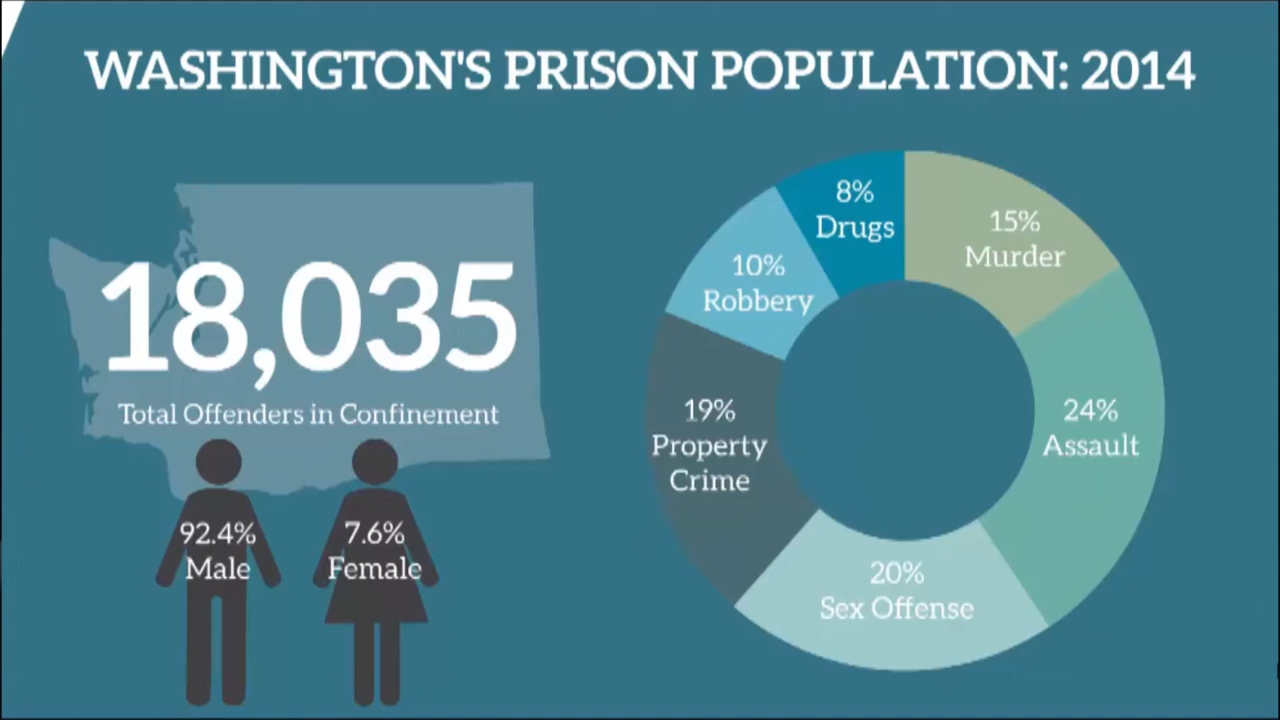 WASHINGTON'S PRISON POPULATION: 2014
18,035
Total Offenders in Confinement
92.4%
Male
7.6%
Female
8%
Drugs
15%
Murder
10%
Robbery
24%
Assault
19%
Property
Crime
20%
Sex Offense